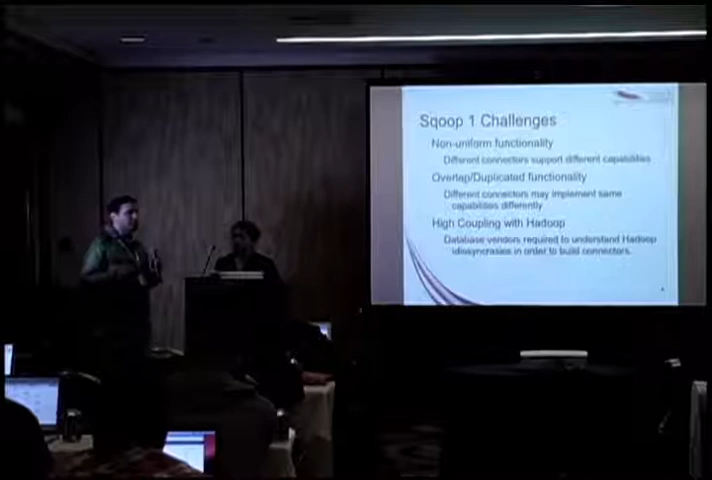 Sqoop 1 Challenges
Non-uniform functionality
Different connectors support different capabilities
Overlap/Duplicated functionality
Different connectors may implement same
capabilities differently
High Coupling with Hadoop
Database vendors required to understand Hadoop
idiosyncrasies in order to build connectors.